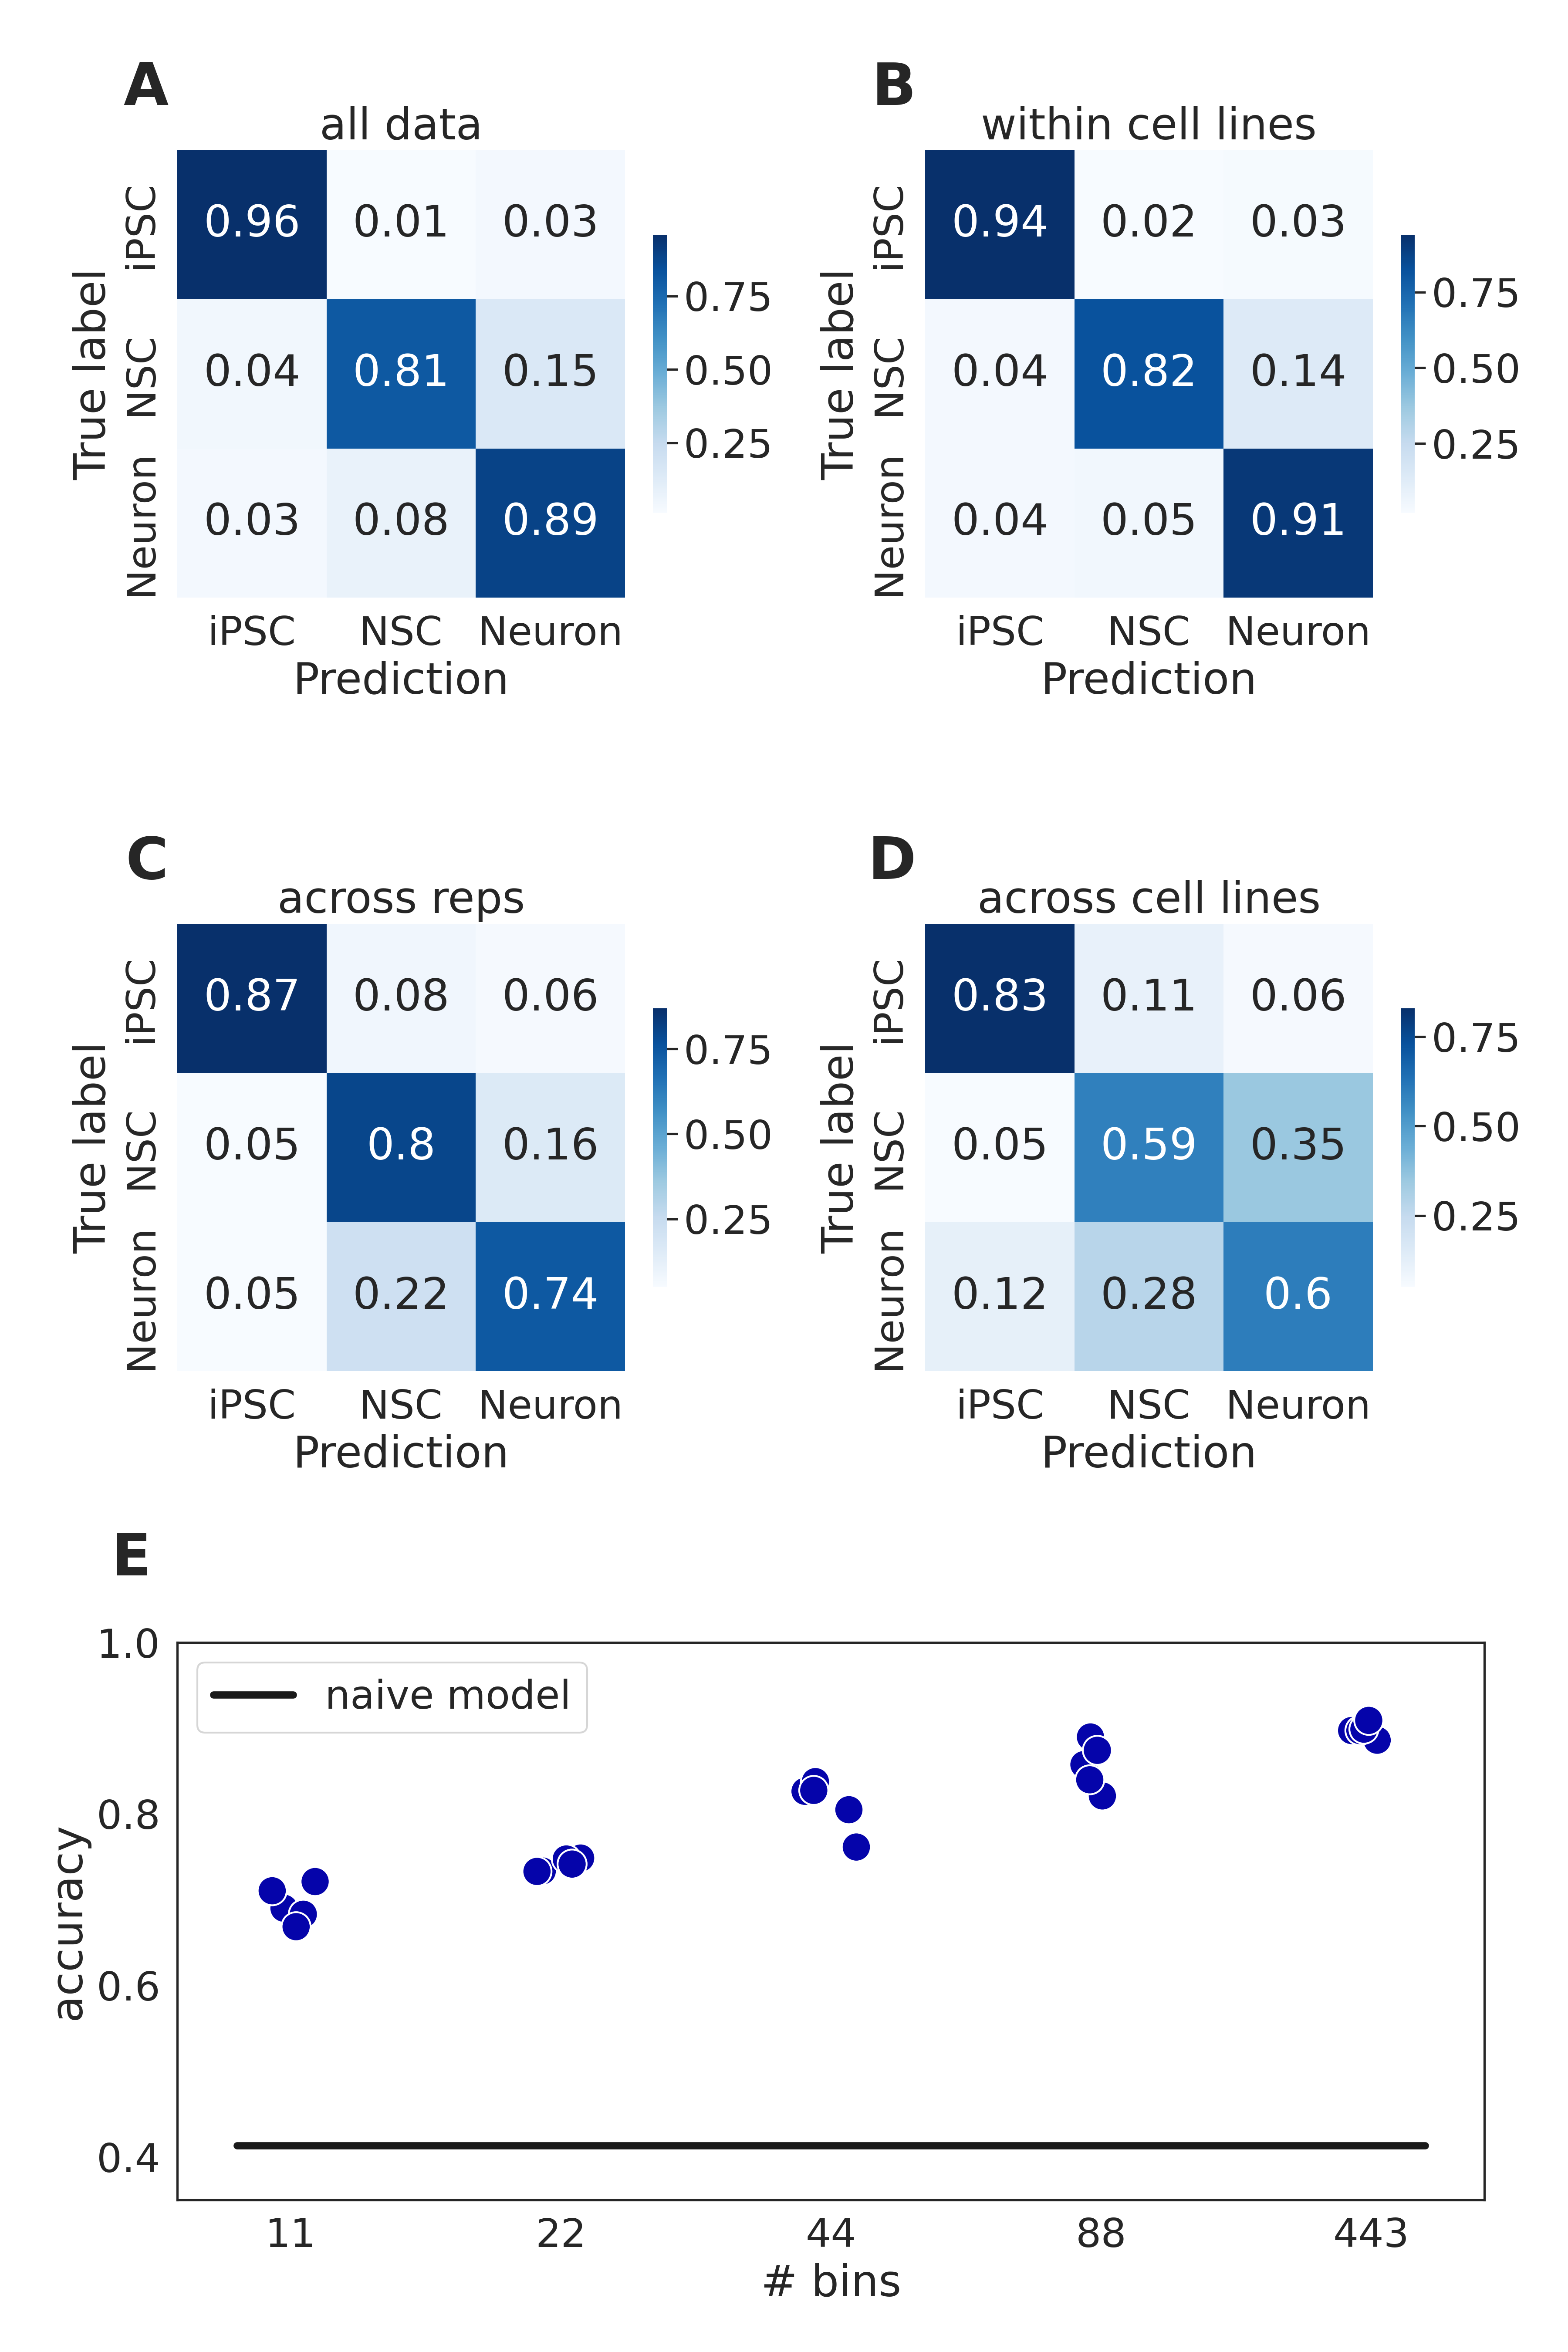 A
all data
True label
iPSC
0.96 0.01 0.03
NSC
0.04 0.81 0.15
Neuron
0.03 0.08 0.89
iPSC NSC Neuron
Prediction
0.75
0.50
0.25
B
within cell lines
True label
iPSC
0.94 0.02 0.03
NSC
0.04 0.82 0.14
Neuron
0.04 0.05 0.91
iPSC NSC Neuron
Prediction
0.75
0.50
0.25
C
across reps
True label
iPSC
0.87 0.08 0.06
NSC
0.05 0.8 0.16
Neuron
0.05 0.22 0.74
iPSC NSC Neuron
Prediction
0.75
0.50
0.25
D
across cell lines
True label
iPSC
0.83 0.11 0.06
NSC
0.05 0.59 0.35
Neuron
0.12 0.28 0.6
iPSC NSC Neuron
Prediction
0.75
0.50
0.25
E
naive model
accuracy
1.0
0.8
0.6
0.4
11 22 44 88 443
# bins